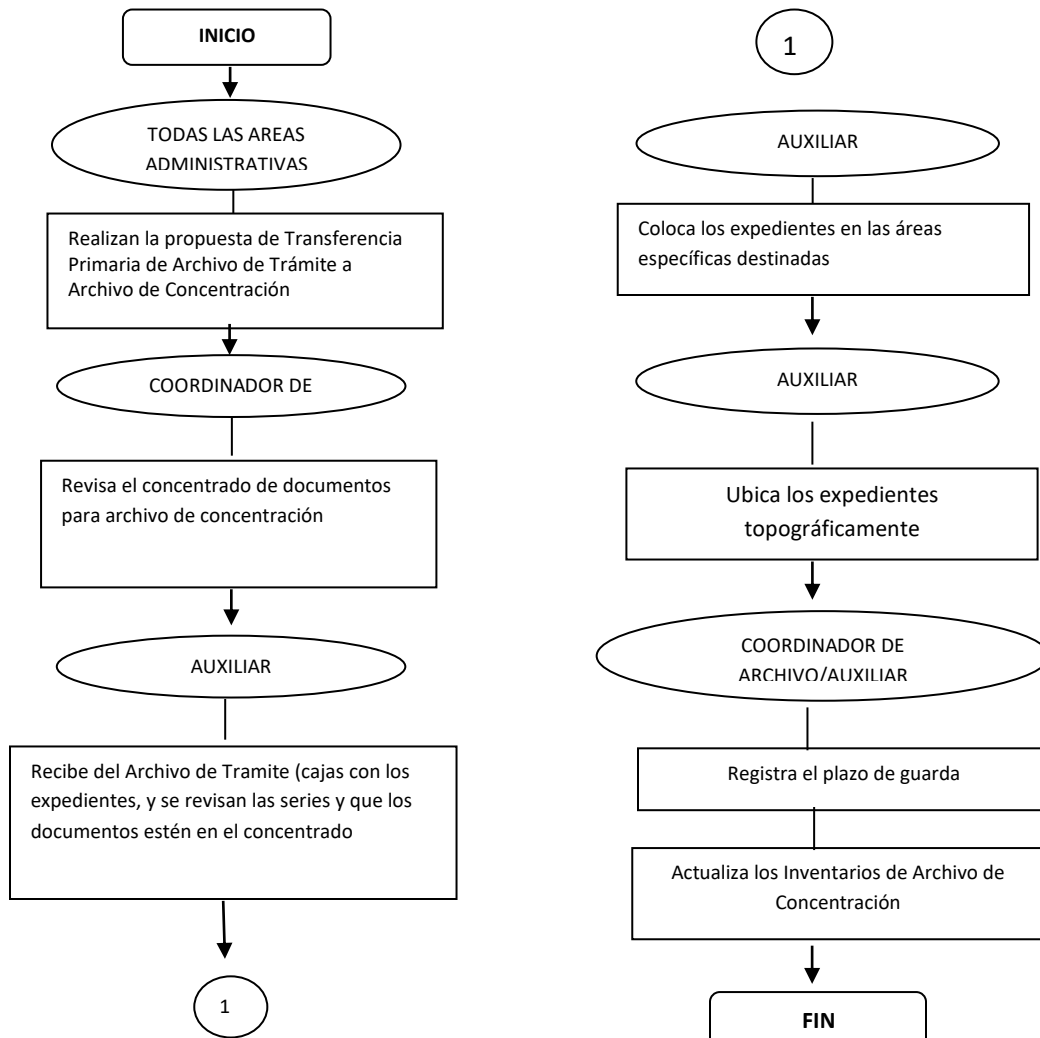 INICIO
TODAS LAS AREAS
ADMINISTRATIVAS
Realizan la propuesta de Transferencia
Primaria de Archivo de Trámite a
Archivo de Concentración
COORDINADOR DE
Revisa el concentrado de documentos
para archivo de concentración
AUXILIAR
Recibe del Archivo de Tramite (cajas con los
expedientes, y se revisan las series y que los
documentos estén en el concentrado
1
1
AUXILIAR
Coloca los expedientes en las áreas
específicas destinadas
AUXILIAR
Ubica los expedientes
topográficamente
COORDINADOR DE
ARCHIVO/AUXILIAR
Registra el plazo de guarda
Actualiza los Inventarios de Archivo de
Concentración
FIN